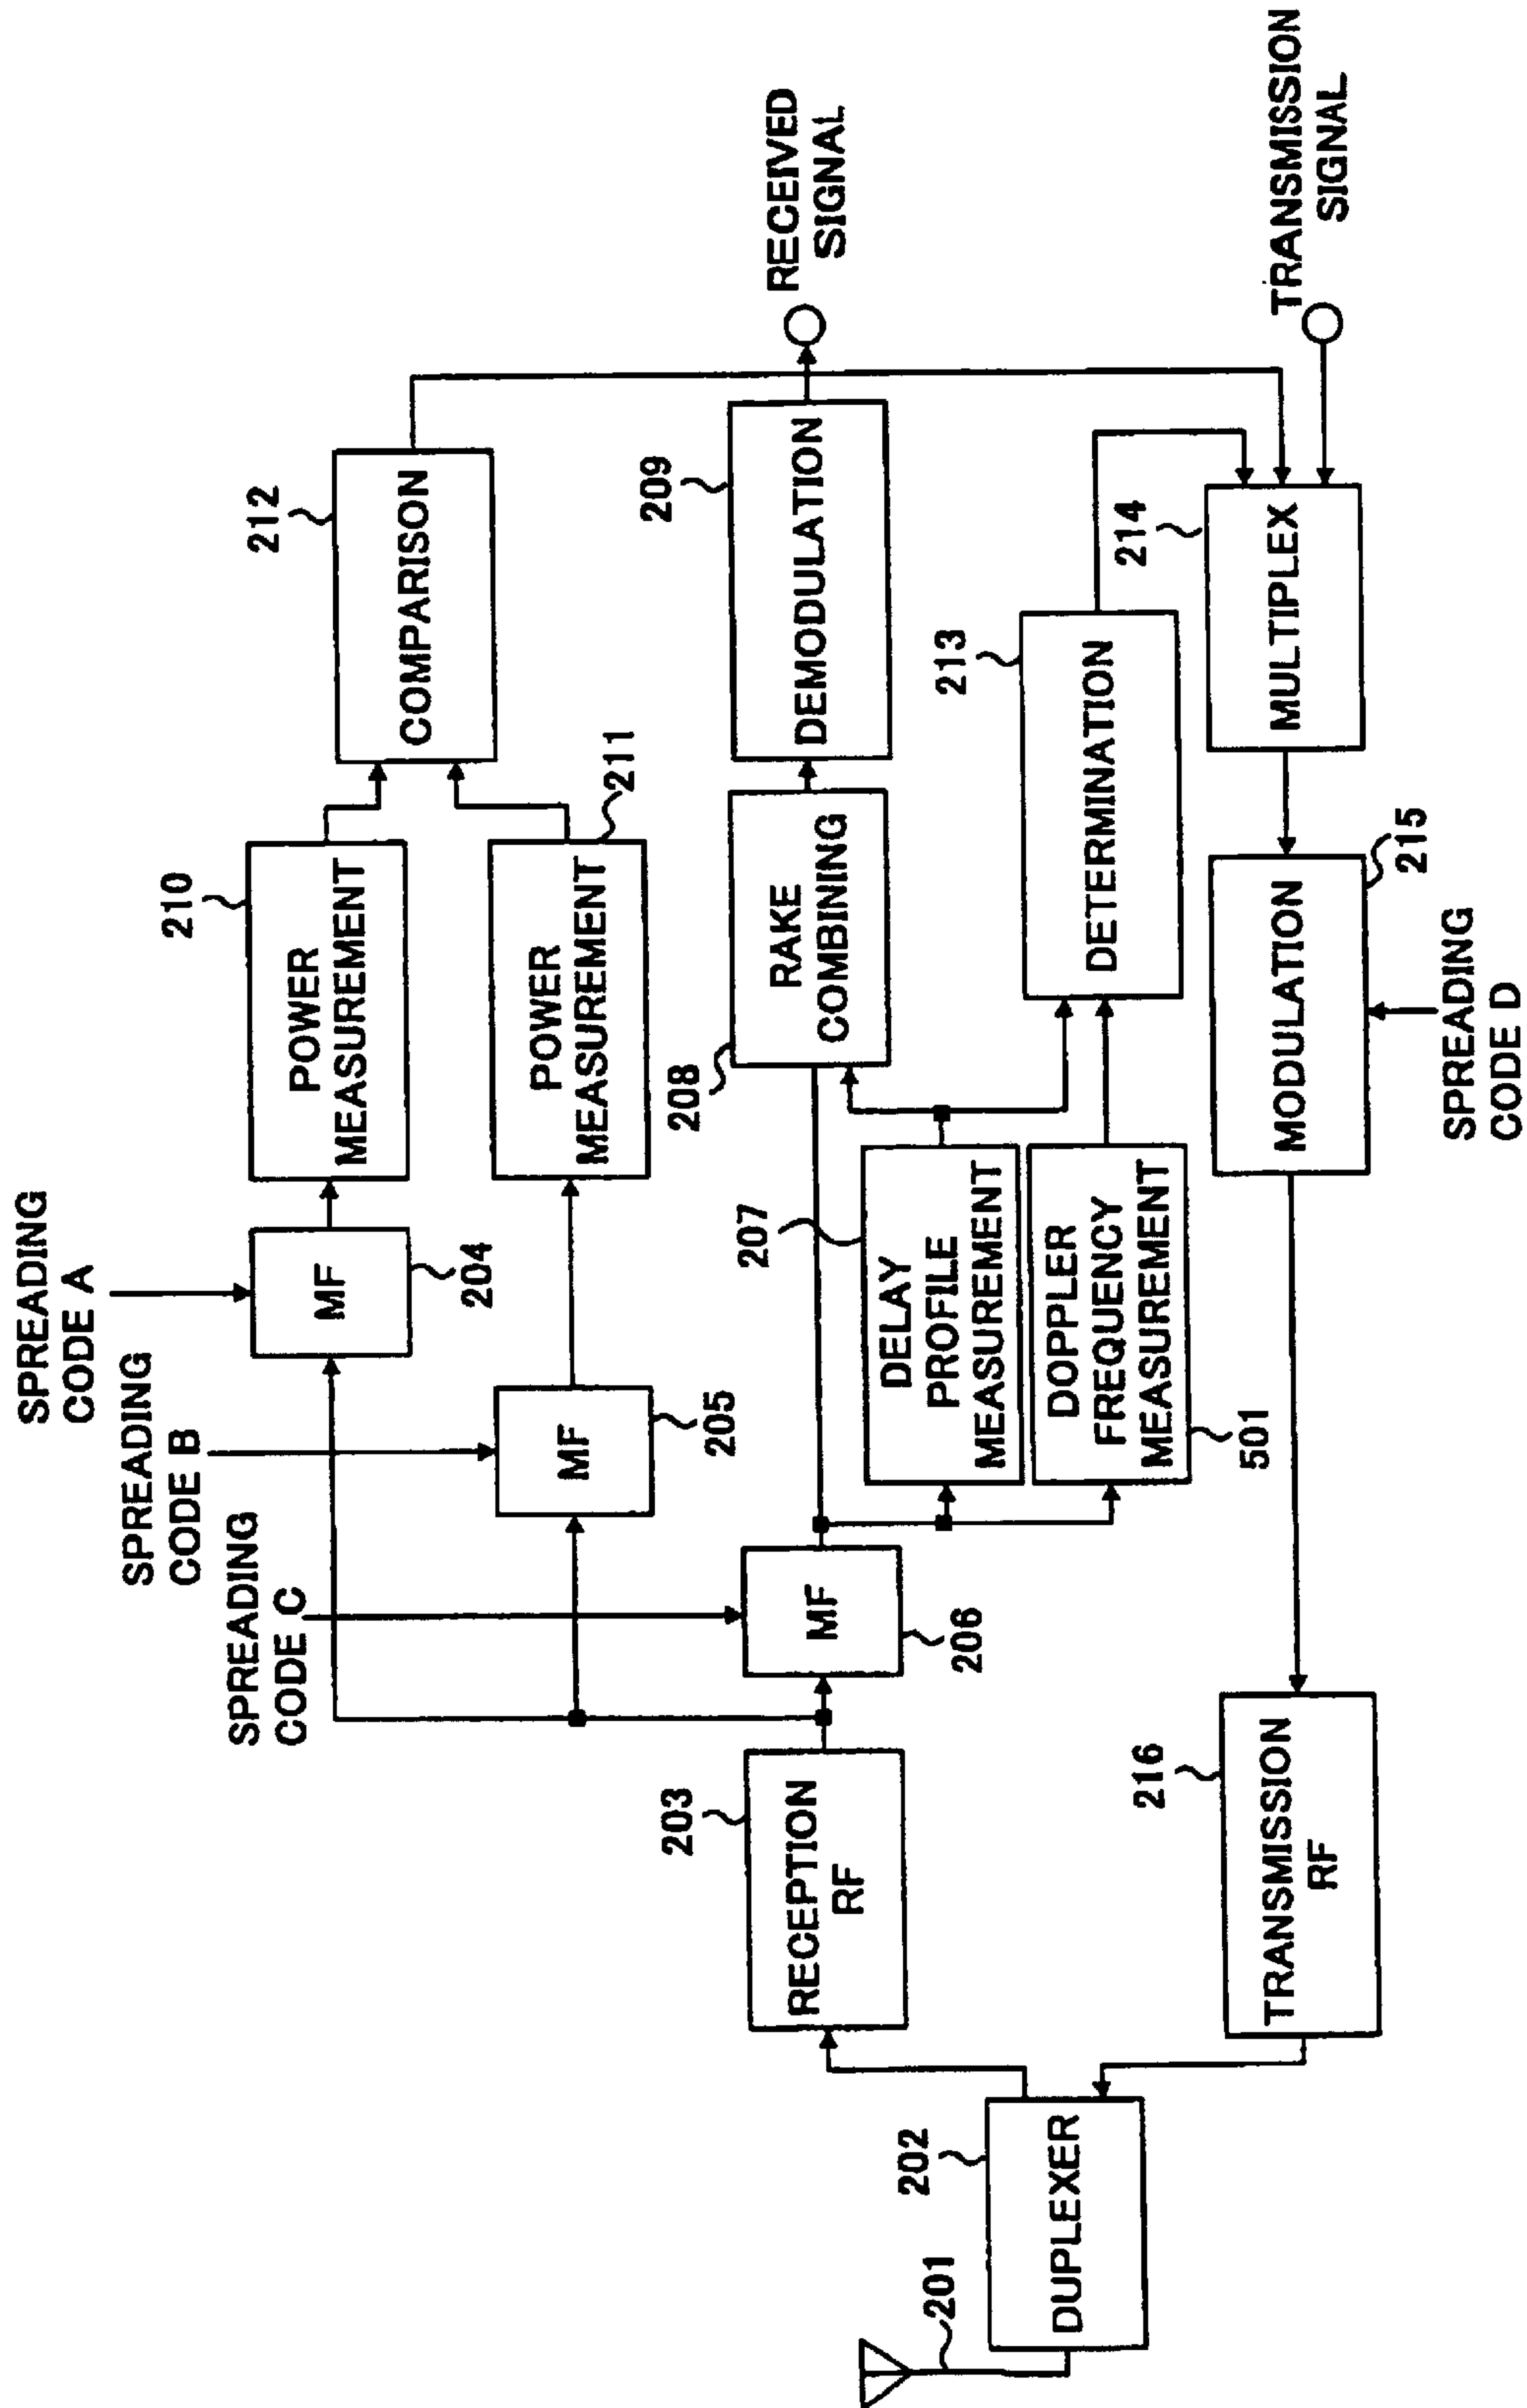 SPREADING
CODE A
SPREADING
CODE B
SPREADING
CODE C
201
202
DUPLEXER
203
RECEPTION
RF
MF
204
MF
205
MF
206
210
POWER
MEASUREMENT
POWER
MEASUREMENT
211
212
COMPARISON
207
DELAY
PROFILE
MEASUREMENT
DOPPLER
FREQUENCY
MEASUREMENT
501
208
RAKE
COMBINING
209
DEMODULATION
RECEIVED
SIGNAL
213
DETERMINATION
214
MULTIPLEX
TRANSMISSION
SIGNAL
MODULATION
215
SPREADING
CODE D
216
TRANSMISSION
RF